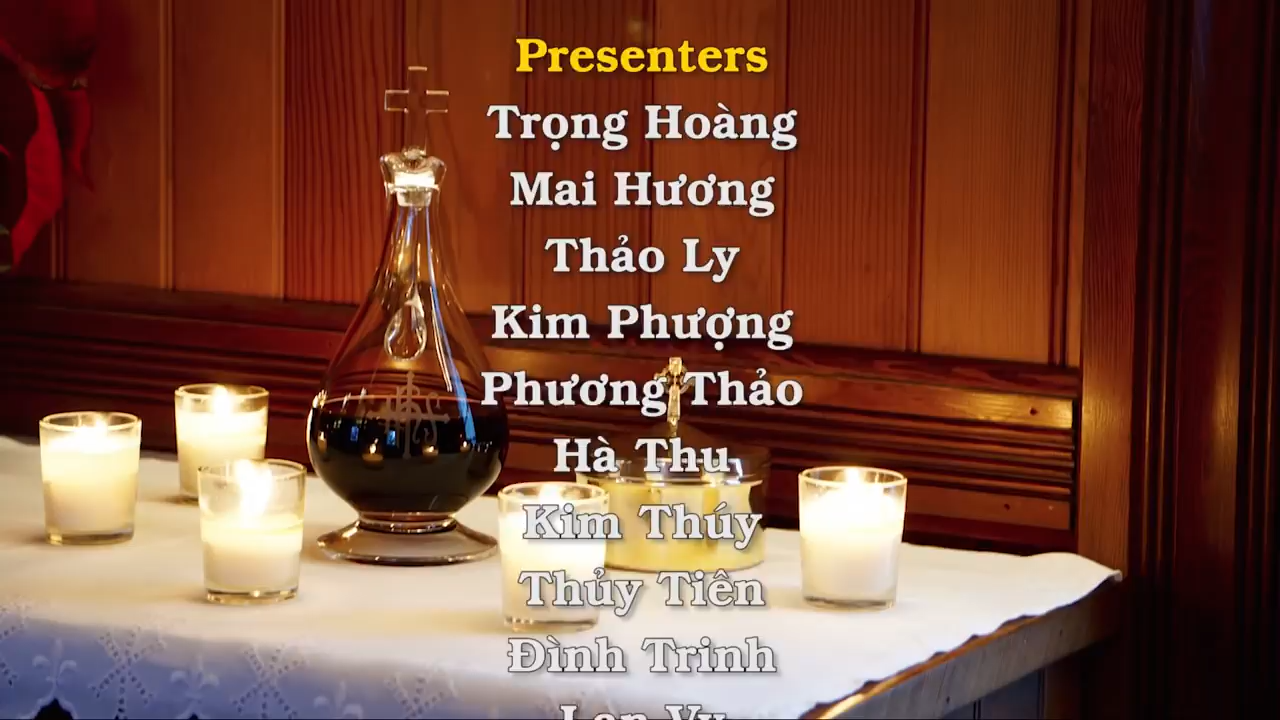 Presenters
Trọng Hoàng
Mai Hương
Thảo Ly
Kim Phượng
Phương Thảo
Hà Thu
Kim Thúy
Thủy Tiên
Đình Trinh